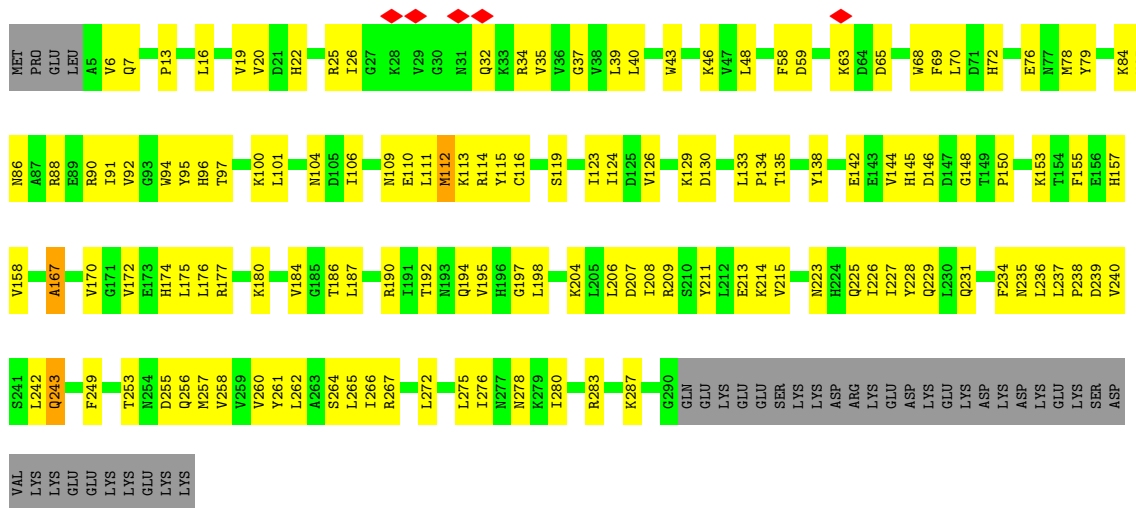 MET PRO GLU LEU A5 V6 Q7 P13 L16 V19 V20 D21 H22 R25 I26 G27 K28 V29 G30 N31 Q32 K33 R34 V35 V36 G37 V38 L39 L40 W43 K46 V47 L48 F58 D59 K63 D64 D65 W68 F69 L70 D71 H72 E76 N77 M78 Y79 K84
N86 A87 R88 E89 R90 I91 V92 G93 W94 Y95 H96 T97 K100 L101 N104 D105 I106 N109 E110 L111 M112 K113 R114 Y115 C116 S119 I123 I124 D125 V126 K129 D130 L133 P134 T135 Y138 E142 E143 V144 H145 D146 D147 G148 T149 P150 K153 T154 F155 E156 H157
V158 A167 V170 G171 V172 E173 H174 L175 L176 R177 K180 V184 G185 T186 L187 R190 I191 T192 N193 Q194 V195 H196 G197 L198 K204 L205 L206 D207 I208 R209 S210 Y211 L212 E213 K214 V215 N223 H224 Q225 I226 I227 Y228 Q229 L230 Q231 F234 N235 L236 L237 P238 D239 V240
S241 L242 Q243 F249 T253 N254 D255 Q256 M257 V258 V259 V260 Y261 L262 A263 S264 L265 I266 R267 L272 L275 I276 N277 N278 K279 I280 R283 K287 G290 GLN GLU LYS GLU GLU SER LYS LYS ASP ARG LYS GLU ASP LYS GLU LYS ASP LYS ASP LYS GLU LYS SER ASP
VAL LYS LYS GLU GLU LYS LYS GLU LYS LYS